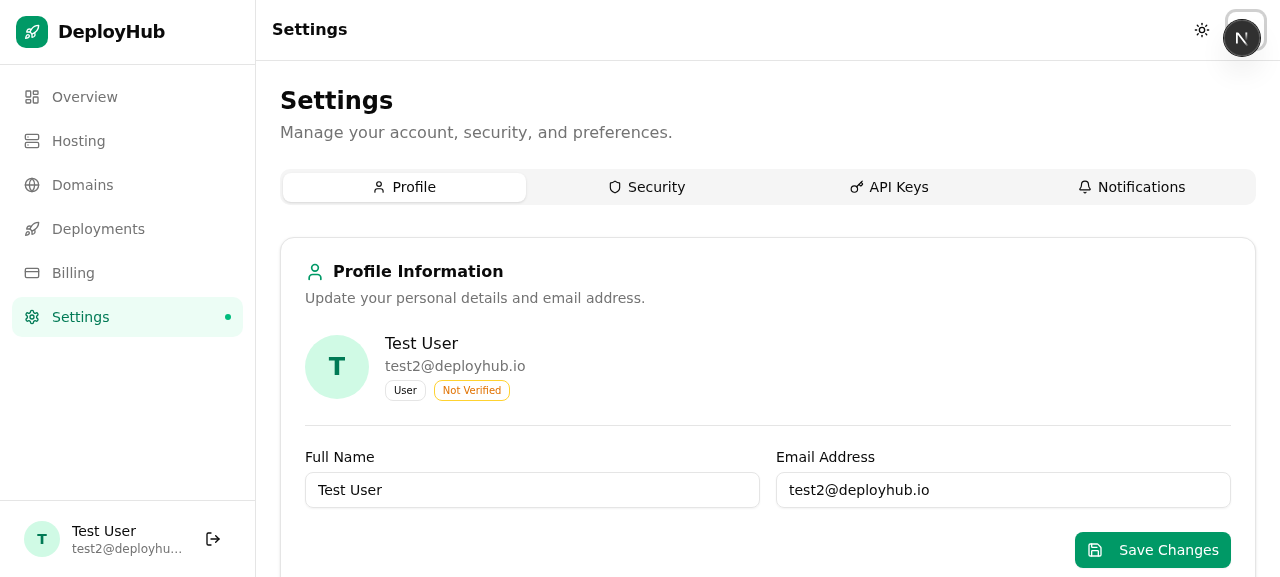 DeployHub
Settings
Overview
Hosting
Domains
Deployments
Billing
Settings
Settings
Manage your account, security, and preferences.
Profile
Security
API Keys
Notifications
Profile Information
Update your personal details and email address.
T
Test User
test2@deployhub.io
User
Not Verified
Full Name
Email Address
Test User
test2@deployhub.io
Save Changes
T
Test User
test2@deployhu...
N